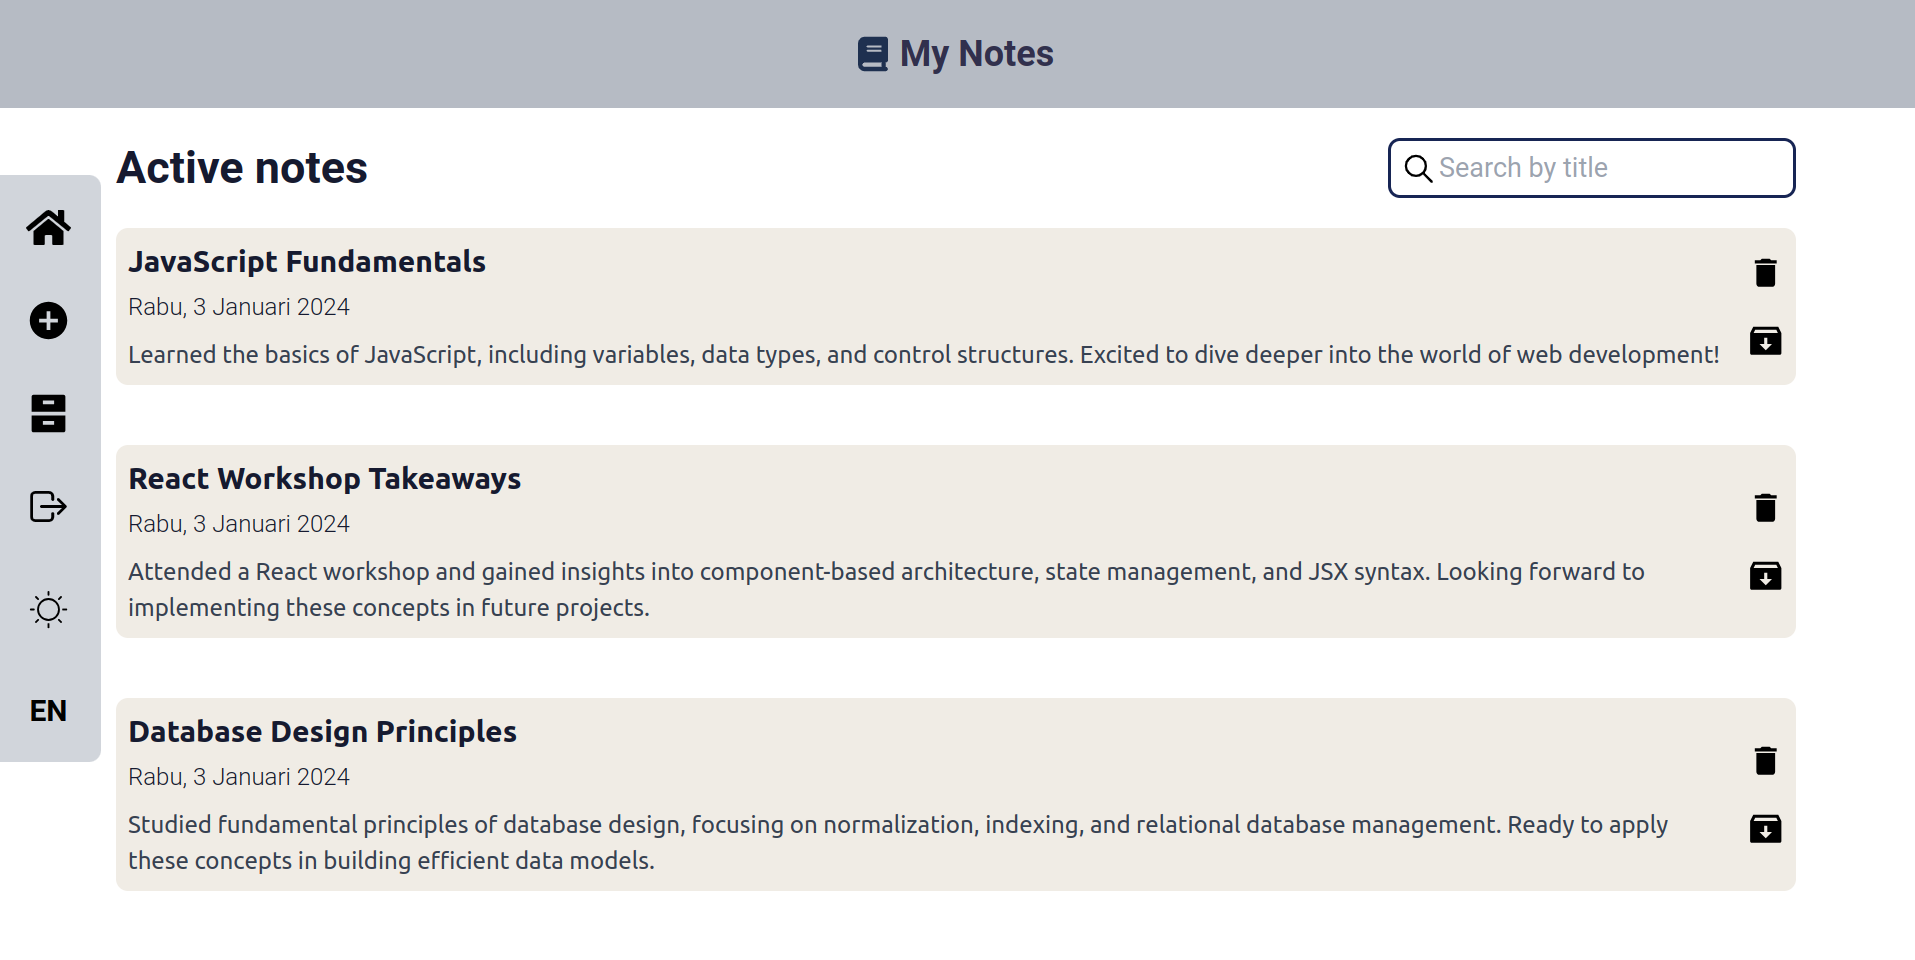 My Notes
Active notes
Search by title
JavaScript Fundamentals
Rabu, 3 Januari 2024
Learned the basics of JavaScript, including variables, data types, and control structures. Excited to dive deeper into the world of web development!
React Workshop Takeaways
Rabu, 3 Januari 2024
Attended a React workshop and gained insights into component-based architecture, state management, and JSX syntax. Looking forward to
implementing these concepts in future projects.
EN
Database Design Principles
Rabu, 3 Januari 2024
Studied fundamental principles of database design, focusing on normalization, indexing, and relational database management. Ready to apply
these concepts in building efficient data models.